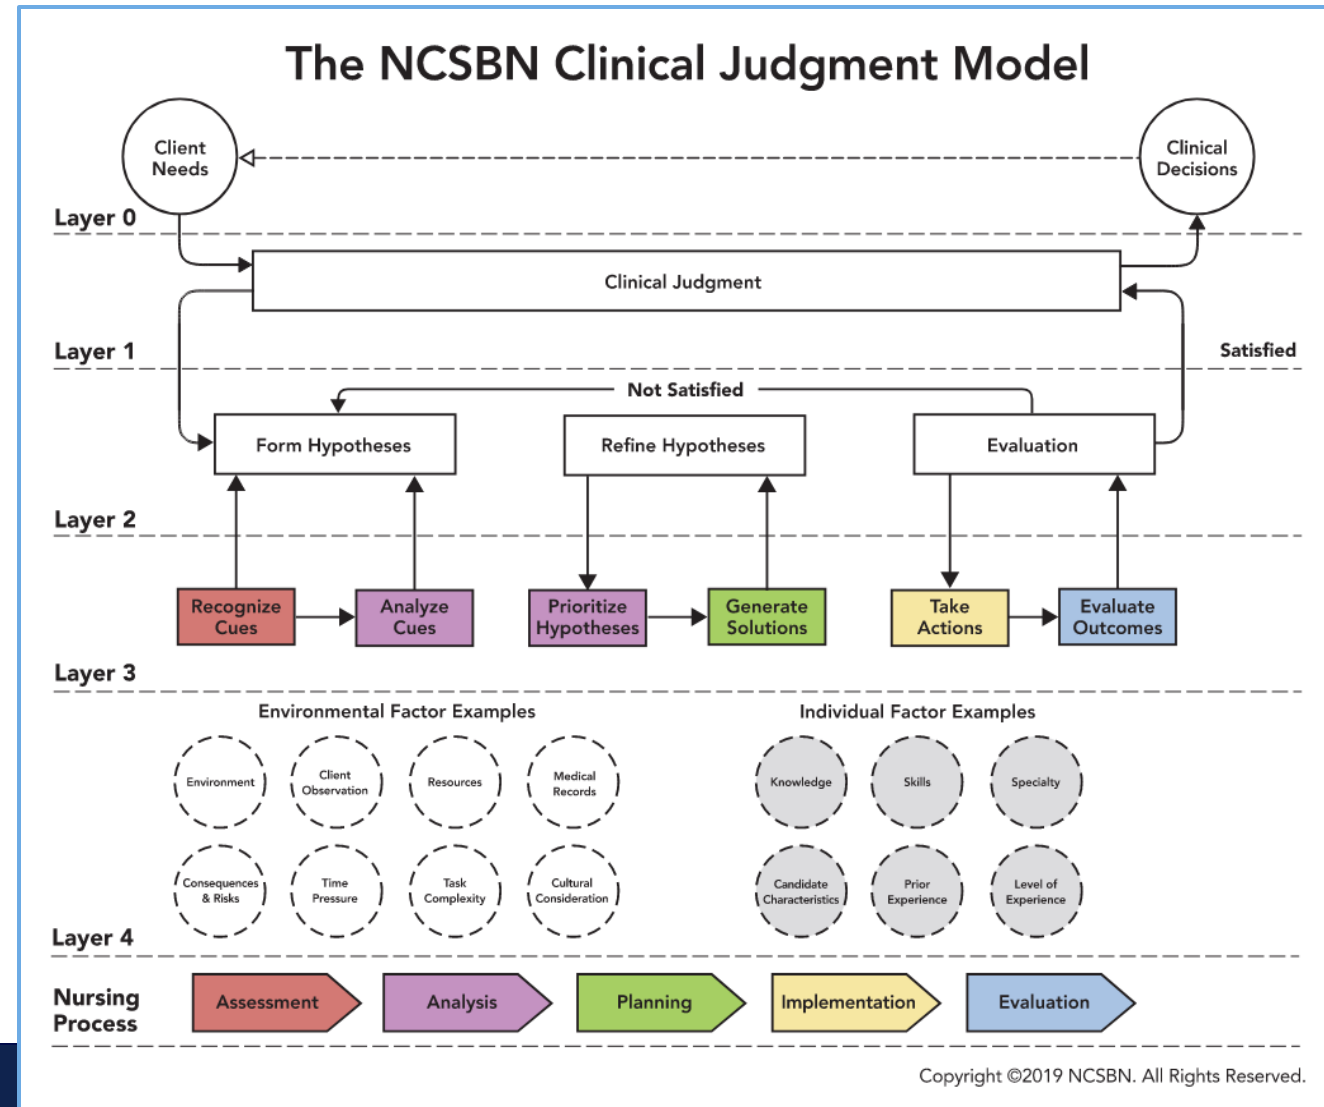 The NCSBN Clinical Judgment Model
Client
Needs
Clinical
Decisions
Layer 0
Clinical Judgment
Layer 1
Satisfied
Not Satisfied
Form Hypotheses
Refine Hypotheses
Evaluation
Layer 2
Recognize
Cues
Analyze
Cues
Prioritize
Hypotheses
Generate
Solutions
Take
Actions
Evaluate
Outcomes
Layer 3
Environmental Factor Examples
Individual Factor Examples
Environment
Client
Observation
Resources
Medical
Records
Knowledge
Skills
Specialty
Consequences
& Risks
Time
Pressure
Task
Complexity
Cultural
Consideration
Candidate
Characteristics
Prior
Experience
Level of
Experience
Layer 4
Nursing
Process
Assessment
Analysis
Planning
Implementation
Evaluation
Copyright ©2019 NCSBN. All Rights Reserved.